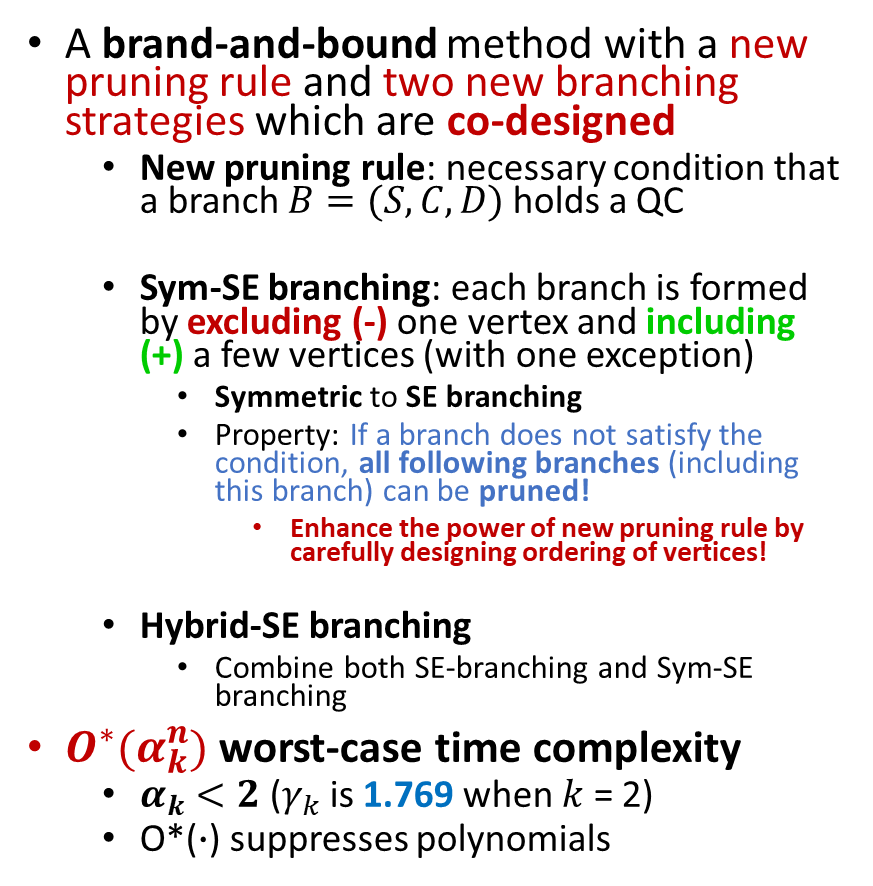 • A brand-and-bound method with a new
pruning rule and two new branching
strategies which are co-designed
• New pruning rule: necessary condition that
a branch B = (S, C, D) holds a QC
• Sym-SE branching: each branch is formed
by excluding (-) one vertex and including
(+) a few vertices (with one exception)
• Symmetric to SE branching
• Property: If a branch does not satisfy the
condition, all following branches (including
this branch) can be pruned!
• Enhance the power of new pruning rule by
carefully designing ordering of vertices!
• Hybrid-SE branching
• Combine both SE-branching and Sym-SE
branching
• O*(α_k^n) worst-case time complexity
• α_k < 2 (γ_k is 1.769 when k = 2)
• O*(·) suppresses polynomials